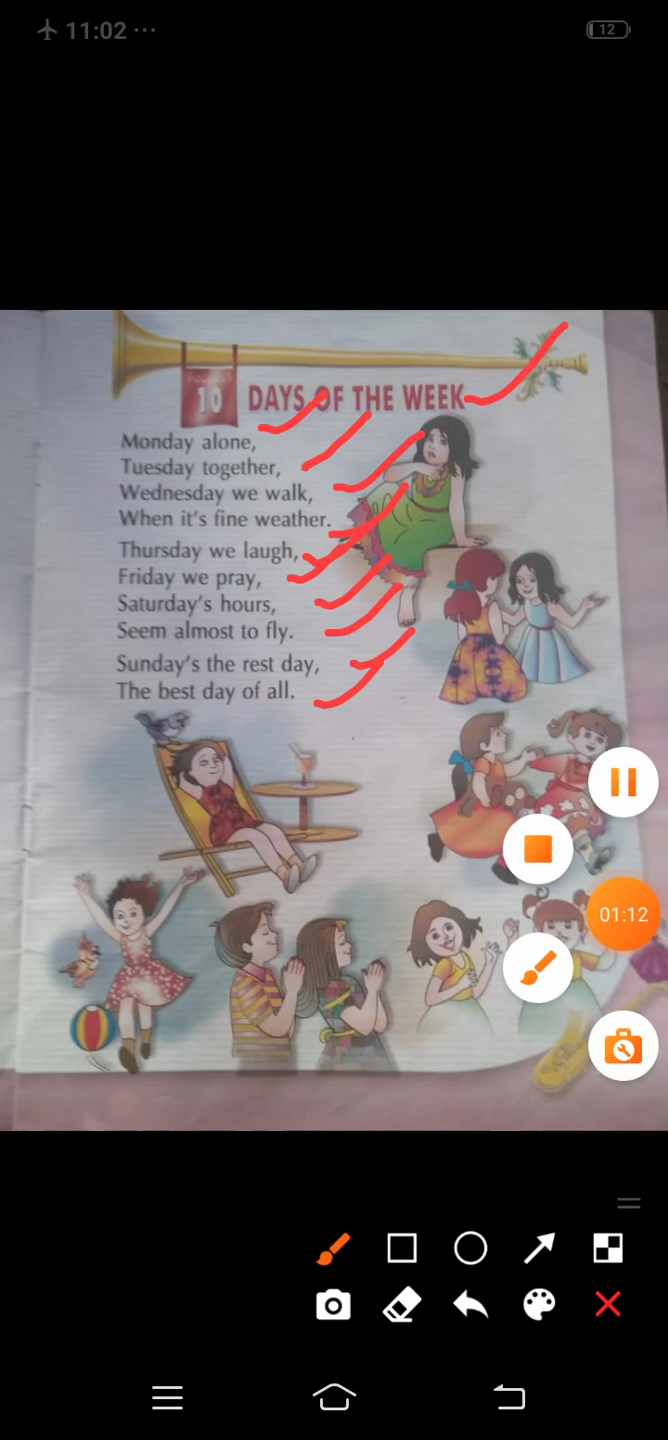 11:02 ...
12
10 DAYS OF THE WEEK
Monday alone,
Tuesday together,
Wednesday we walk,
When it's fine weather.
Thursday we laugh,
Friday we pray,
Saturday's hours,
Seem almost to fly.
Sunday's the rest day,
The best day of all.
01:12